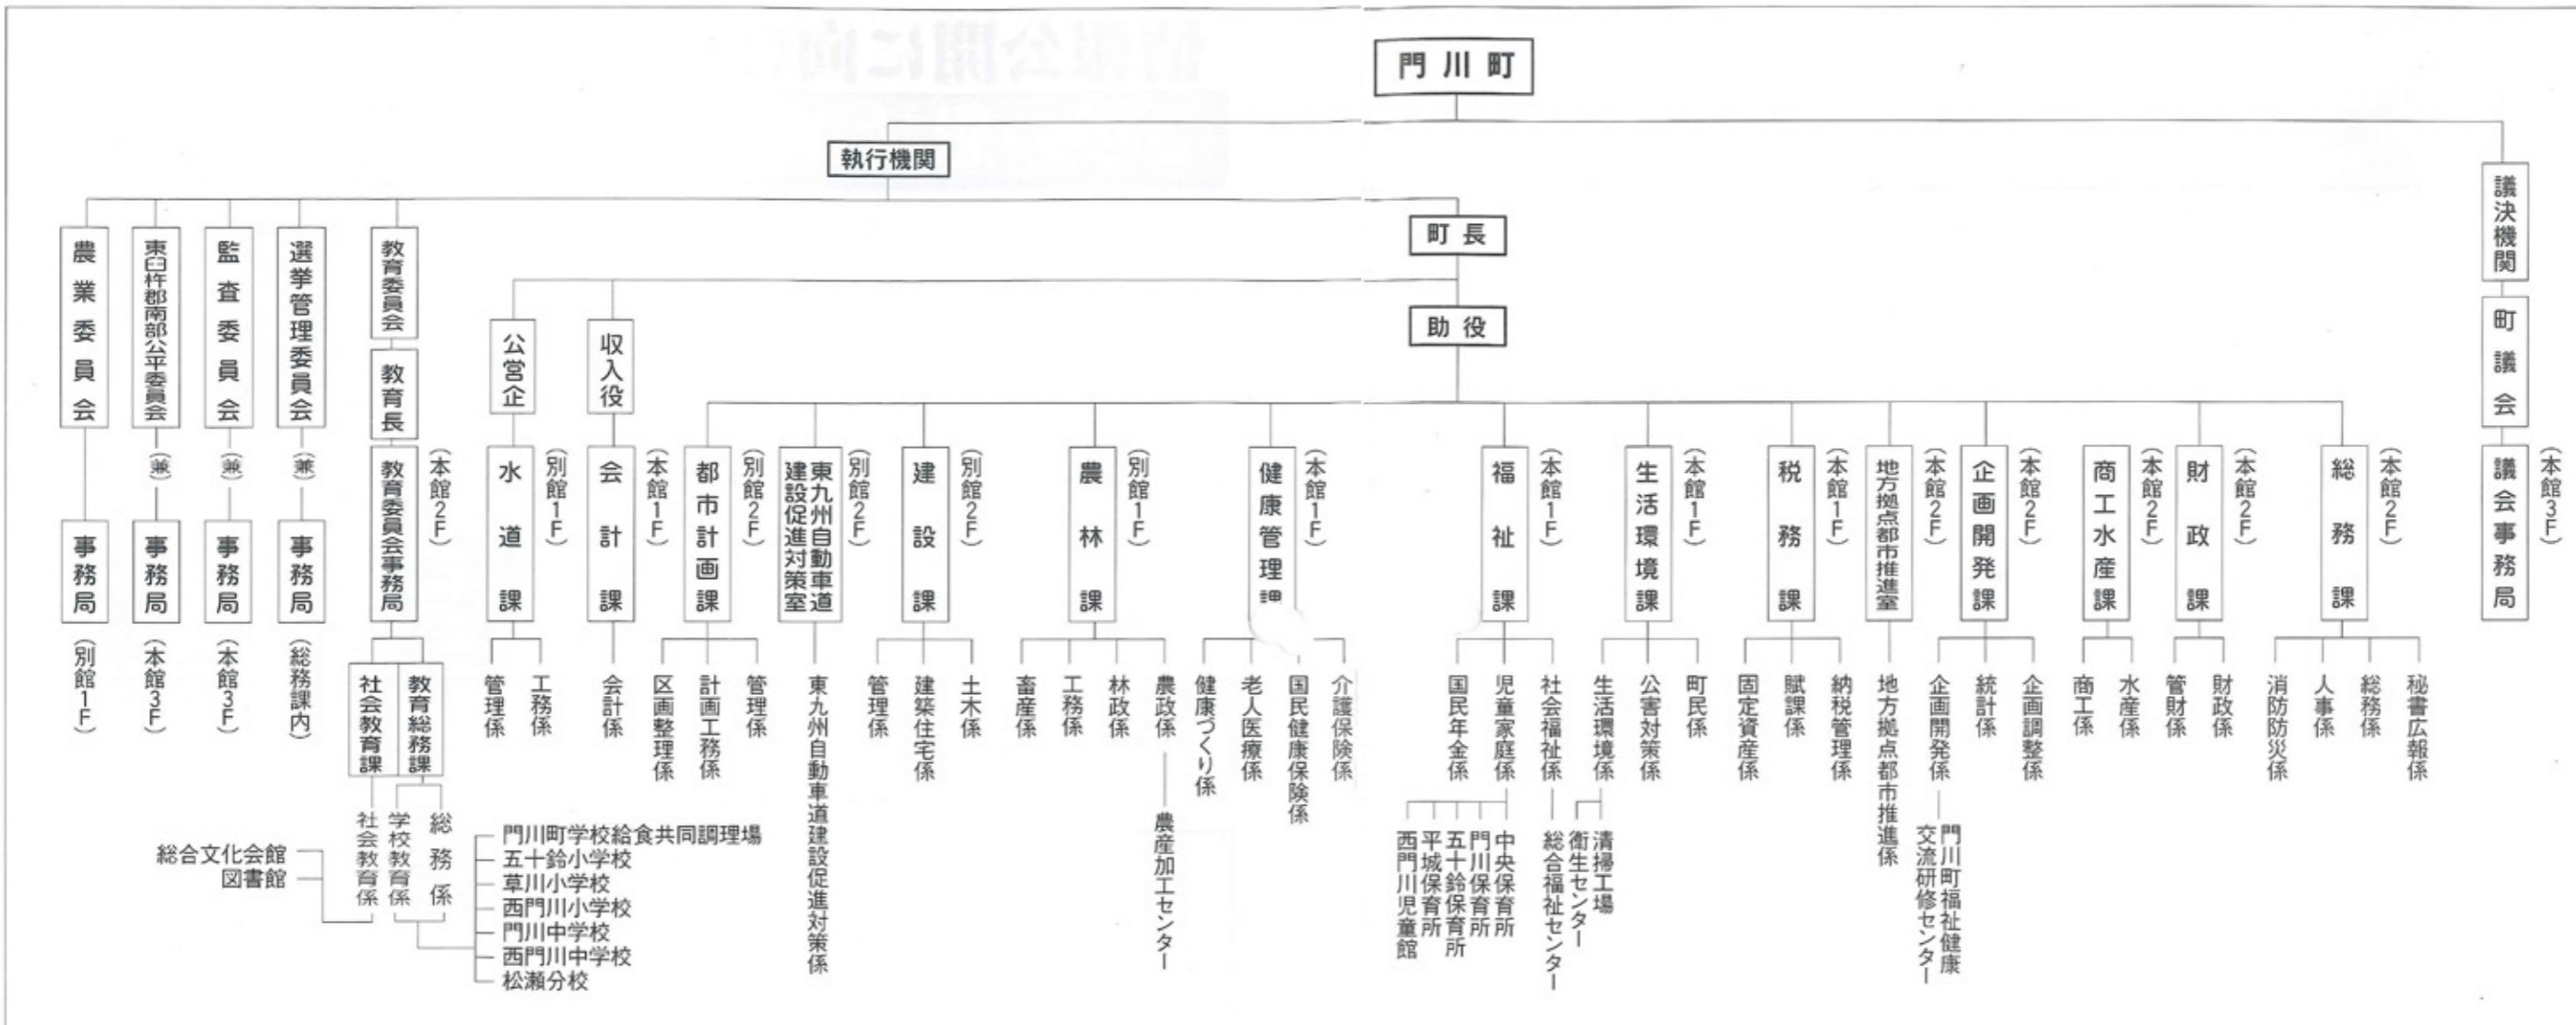 門川町
執行機関
議決機関
町議会
議会事務局
(本館3F)
町長
助役
総務課
(本館2F)
秘書広報係
総務係
人事係
消防防災係
財政課
(本館2F)
財政係
管財係
商工水産課
(本館2F)
水産係
商工係
企画開発課
(本館2F)
企画調整係
統計係
企画開発係
門川町福祉健康
交流研修センター
地方拠点都市推進室
(本館2F)
地方拠点都市推進係
税務課
(本館1F)
納税管理係
賦課係
固定資産係
生活環境課
(本館1F)
町民係
公害対策係
生活環境係
清掃工場
衛生センター
福祉課
(本館1F)
社会福祉係
総合福祉センター
児童家庭係
中央保育所
門川保育所
五十鈴保育所
平城保育所
西門川児童館
国民年金係
健康管理課
(本館1F)
介護保険係
国民健康保険係
老人医療係
健康づくり係
農林課
(別館1F)
農政係
農産加工センター
林政係
工務係
畜産係
建設課
(別館2F)
土木係
建築住宅係
管理係
東九州自動車道
建設促進対策室
(別館2F)
東九州自動車道建設促進対策係
都市計画課
(別館2F)
管理係
計画工務係
区画整理係
収入役
会計課
(本館1F)
会計係
公営企
水道課
(別館1F)
工務係
管理係
教育委員会
教育長
教育委員会事務局
(本館2F)
教育総務課
社会教育課
総務係
学校教育係
社会教育係
門川町学校給食共同調理場
五十鈴小学校
草川小学校
西門川小学校
門川中学校
西門川中学校
松瀬分校
総合文化会館
図書館
選挙管理委員会
(兼)
事務局
(総務課内)
監査委員会
(兼)
事務局
(本館3F)
東臼杵郡南部公平委員会
(兼)
事務局
(本館3F)
農業委員会
事務局
(別館1F)